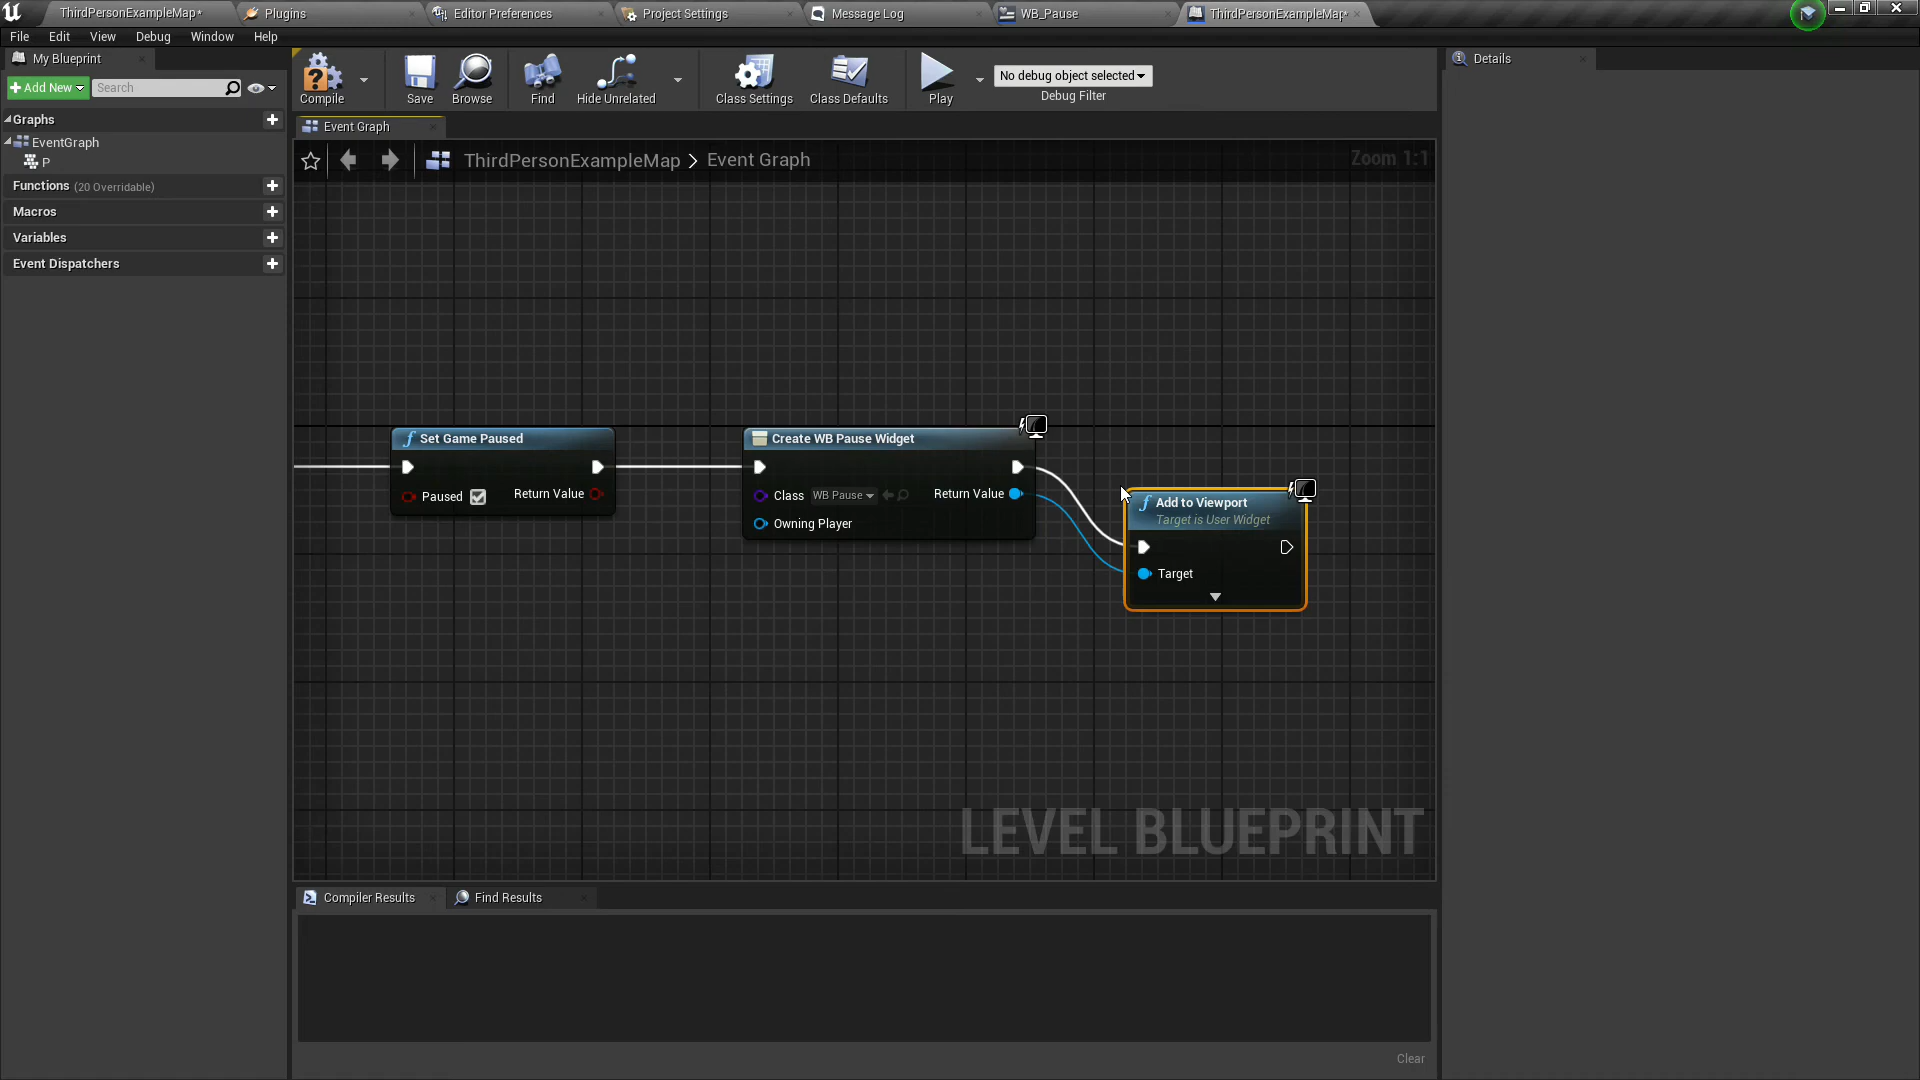 ThirdPersonExampleMap*
Plugins
Editor Preferences
Project Settings
Message Log
WB_Pause
ThirdPersonExampleMap*
File
Edit
View
Debug
Window
Help
My Blueprint
Add New
Search
Graphs
EventGraph
P
Functions (20 Overridable)
Macros
Variables
Event Dispatchers
Compile
Save
Browse
Find
Hide Unrelated
Class Settings
Class Defaults
Play
No debug object selected
Debug Filter
Details
Event Graph
ThirdPersonExampleMap > Event Graph
Zoom 1:1
Set Game Paused
Paused
Return Value
Create WB Pause Widget
Class
WB Pause
Return Value
Owning Player
Add to Viewport
Target is User Widget
Target
LEVEL BLUEPRINT
Compiler Results
Find Results
Clear